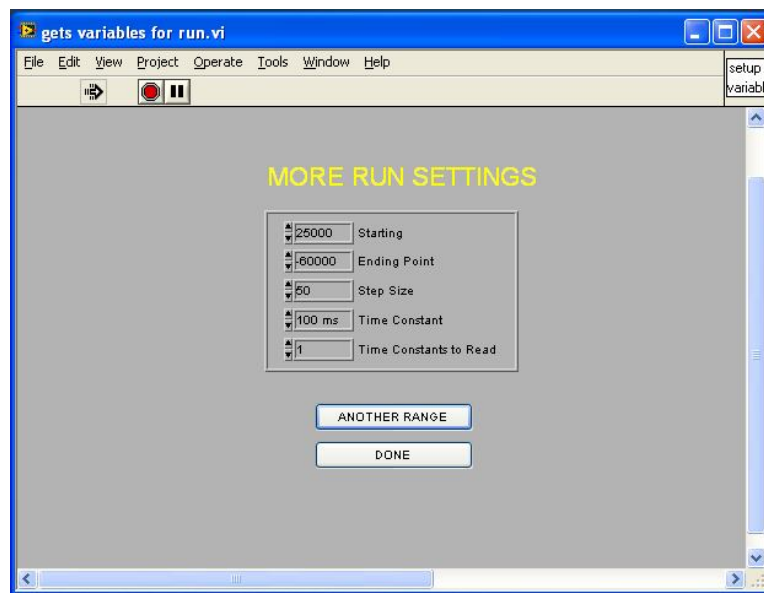 gets variables for run.vi
File Edit View Project Operate Tools Window Help
setup
variabl
MORE RUN SETTINGS
25000 Starting
-60000 Ending Point
50 Step Size
100 ms Time Constant
1 Time Constants to Read
ANOTHER RANGE
DONE